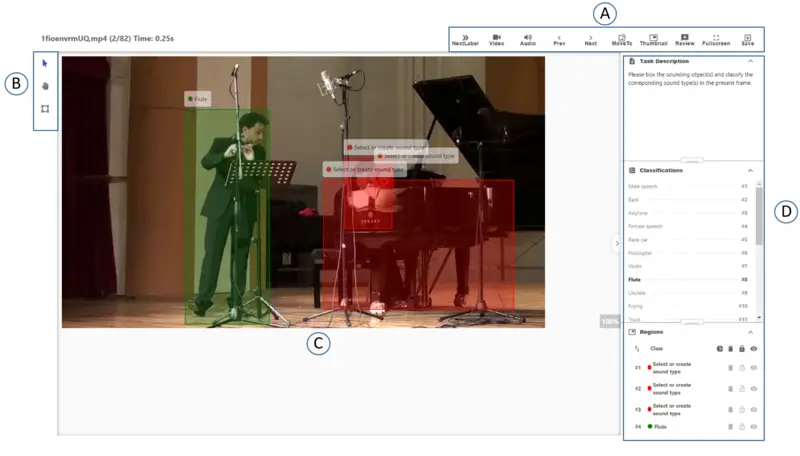 A
1fioenvrmUQ.mp4 (2/82) Time: 0.25s
NextLabel Video Audio Prev Next MoveTo Thumbnail Review Fullscreen Save
B
Task Description
Please box the sounding object(s) and classify the
correponding sound type(s) in the present frame.
Flute
Select or create sound type
Select or create sound type
Select or create sound type
Classifications
Male speech #1
Bark #2
Airplane #3
Female speech #4
Race car #5
Helicopter #6
Violin #7
Flute #8
Ukulele #9
Frying #10
Truck #11
D
100%
C
Regions
Class
#1 Select or create
sound type
#2 Select or create
sound type
#3 Select or create
sound type
#4 Flute